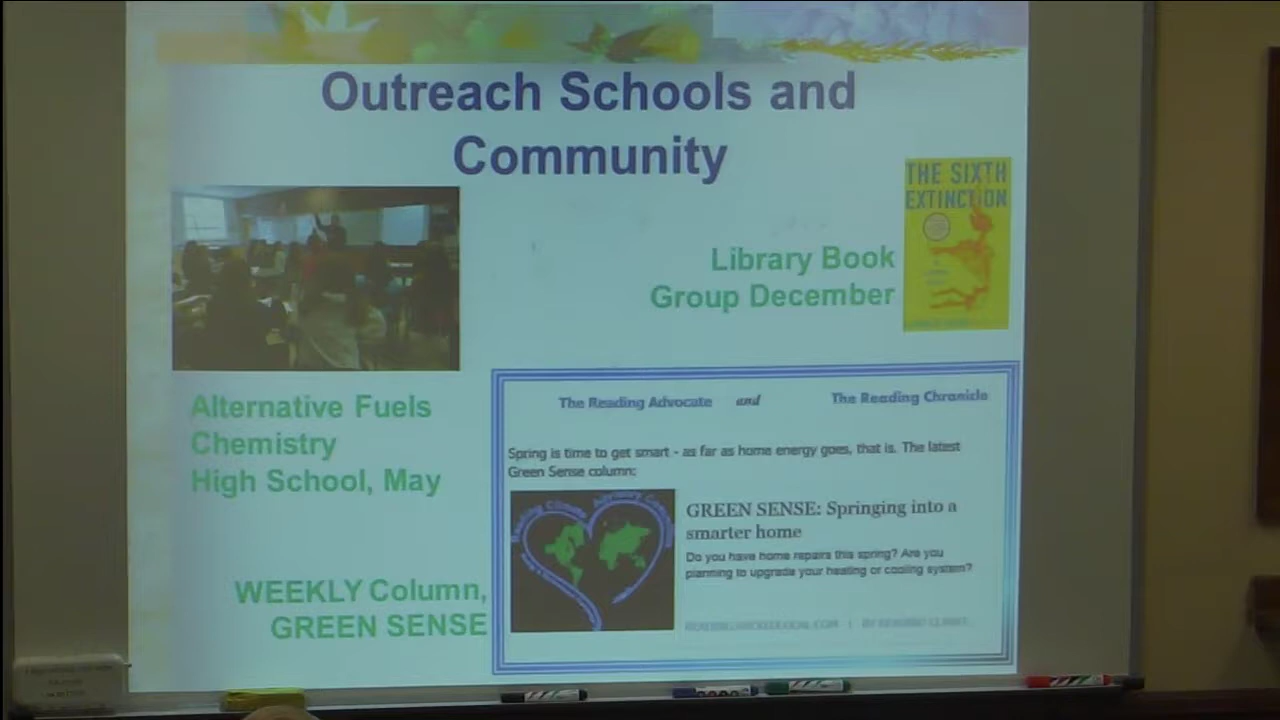 Outreach Schools and
Community
THE SIXTH
EXTINCTION
Library Book
Group December
Alternative Fuels
Chemistry
High School, May
The Reading Advocate and The Reading Chronicle
Spring is time to get smart - as far as home energy goes, that is. The latest
Green Sense column:
GREEN SENSE: Springing into a
smarter home
Do you have home repairs this spring? Are you
planning to upgrade your heating or cooling system?
WEEKLY Column,
GREEN SENSE